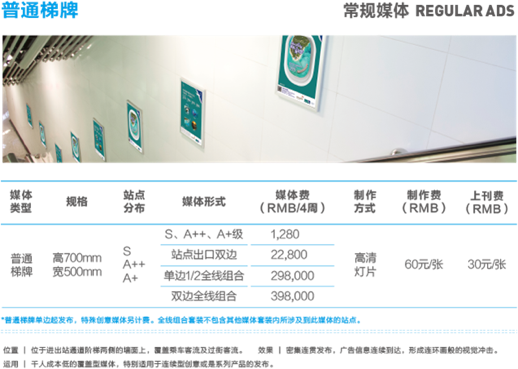 普通梯牌
常规媒体 REGULAR ADS
媒体类型 规格 站点分布 媒体形式 媒体费（RMB/4周） 制作方式 制作费（RMB） 上刊费（RMB）
普通梯牌 高700mm 宽500mm S A++ A+ S、A++、A+级 1,280 高清灯片 60元/张 30元/张
站点出口双边 22,800
单边1/2全线组合 298,000
双边全线组合 398,000
*普通梯牌单边起发布，特殊创意媒体另计费。全线组合套装不包含其他媒体套装内所涉及到此媒体的站点。
位置 | 位于进出站通道阶梯两侧的墙面上，覆盖乘车客流及过街客流。 效果 | 密集连贯发布，广告信息连续到达，形成连环画般的视觉冲击。
运用 | 千人成本低的覆盖型媒体，特别适用于连续型创意或是系列产品的发布。